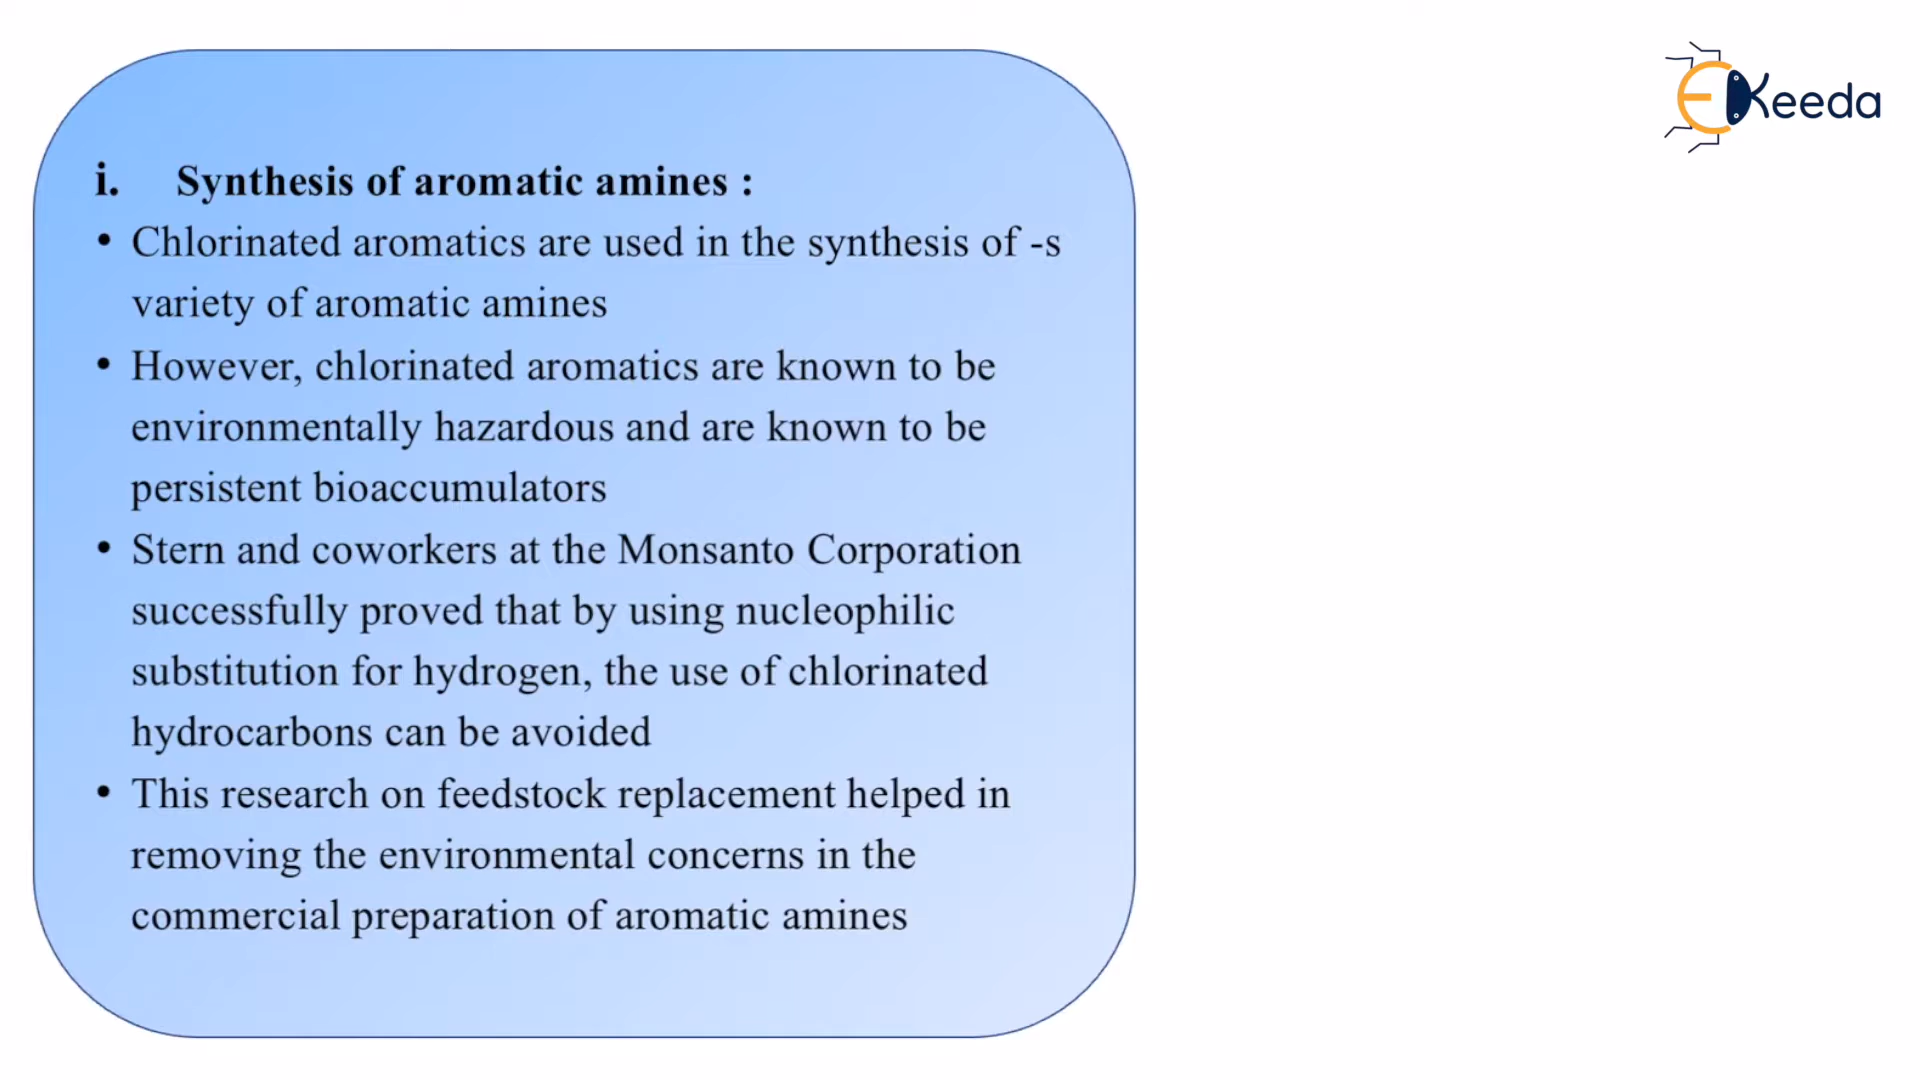 EKeeda
i. Synthesis of aromatic amines :
• Chlorinated aromatics are used in the synthesis of -s
variety of aromatic amines
• However, chlorinated aromatics are known to be
environmentally hazardous and are known to be
persistent bioaccumulators
• Stern and coworkers at the Monsanto Corporation
successfully proved that by using nucleophilic
substitution for hydrogen, the use of chlorinated
hydrocarbons can be avoided
• This research on feedstock replacement helped in
removing the environmental concerns in the
commercial preparation of aromatic amines